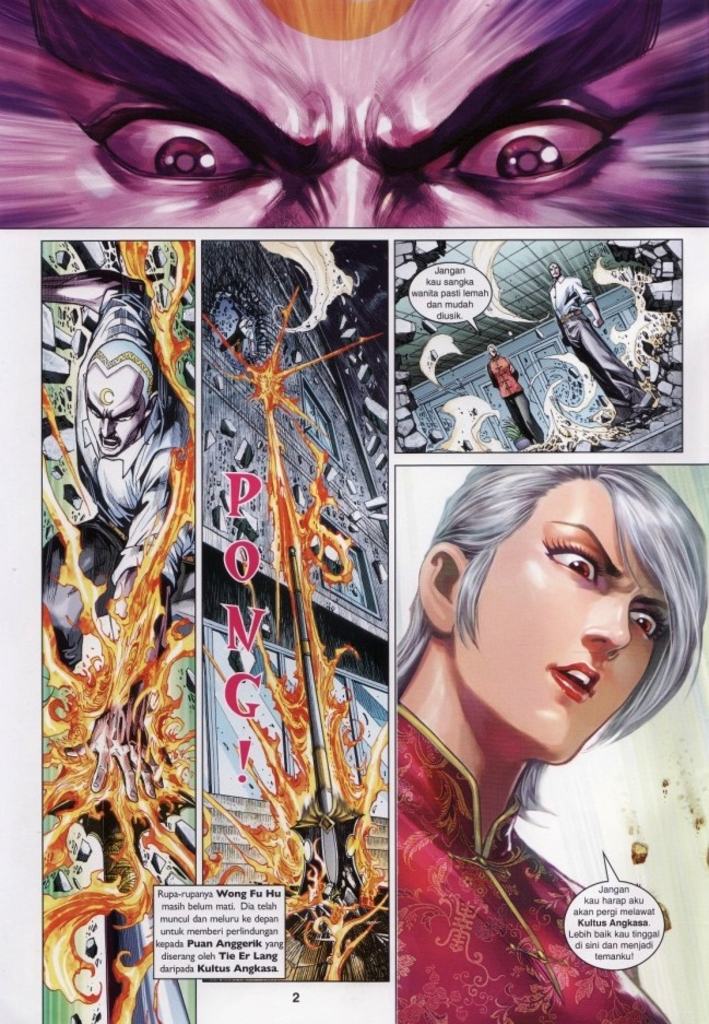 Jangan
kau sangka
wanita pasti lemah
dan mudah
diusik.
PONG!
Rupa-rupanya Wong Fu Hu
masih belum mati. Dia telah
muncul dan meluru ke depan
untuk memberi perlindungan
kepada Puan Anggerik yang
diserang oleh Tie Er Lang
daripada Kultus Angkasa.
Jangan
kau harap aku
akan pergi melawat
Kultus Angkasa.
Lebih baik kau tinggal
di sini dan menjadi
temanku!
2